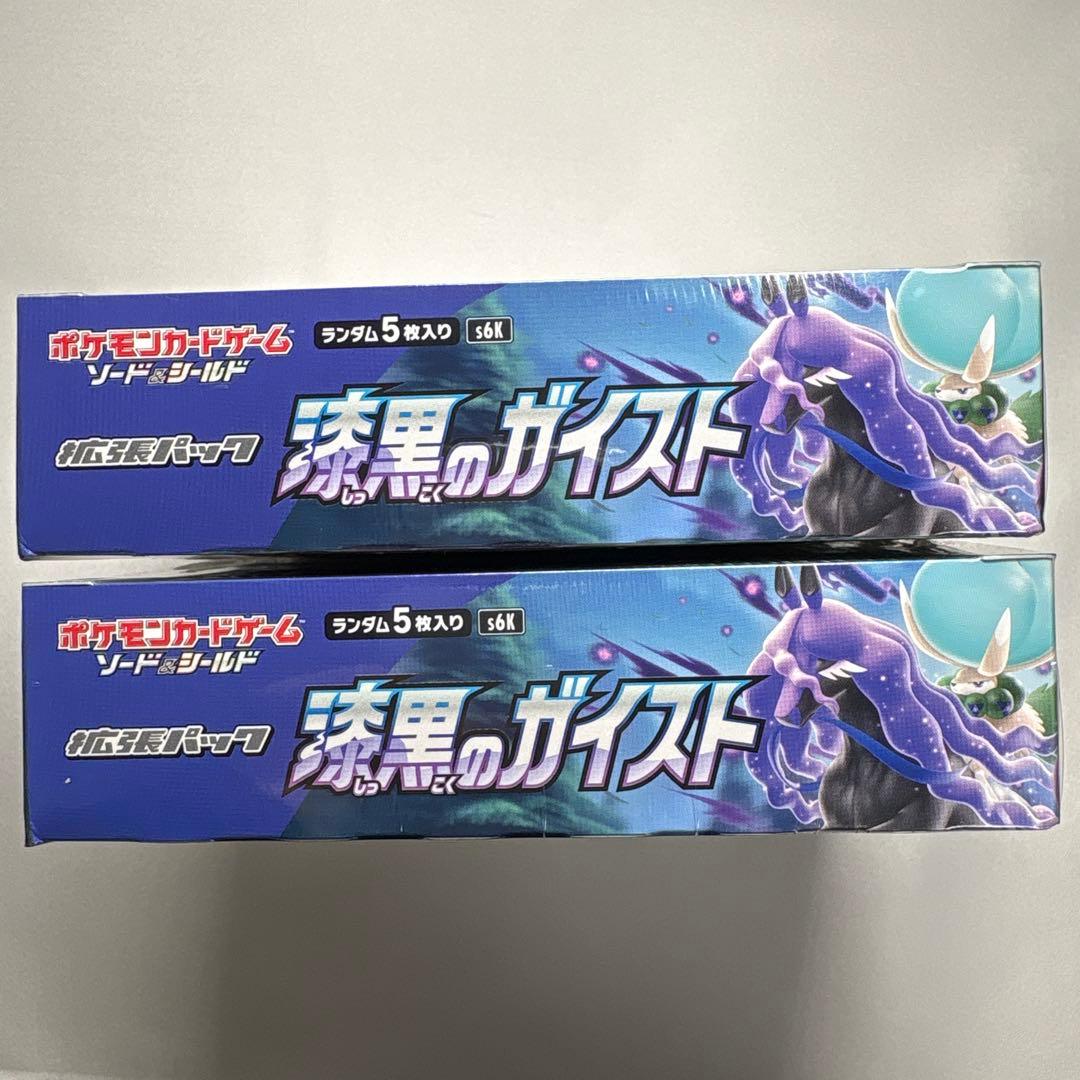 ポケモンカードゲーム™
ソード&シールド
ランダム5枚入り s6K
拡張パック
漆黒のガイスト
しっ こく
ポケモンカードゲーム™
ソード&シールド
ランダム5枚入り s6K
拡張パック
漆黒のガイスト
しっ こく